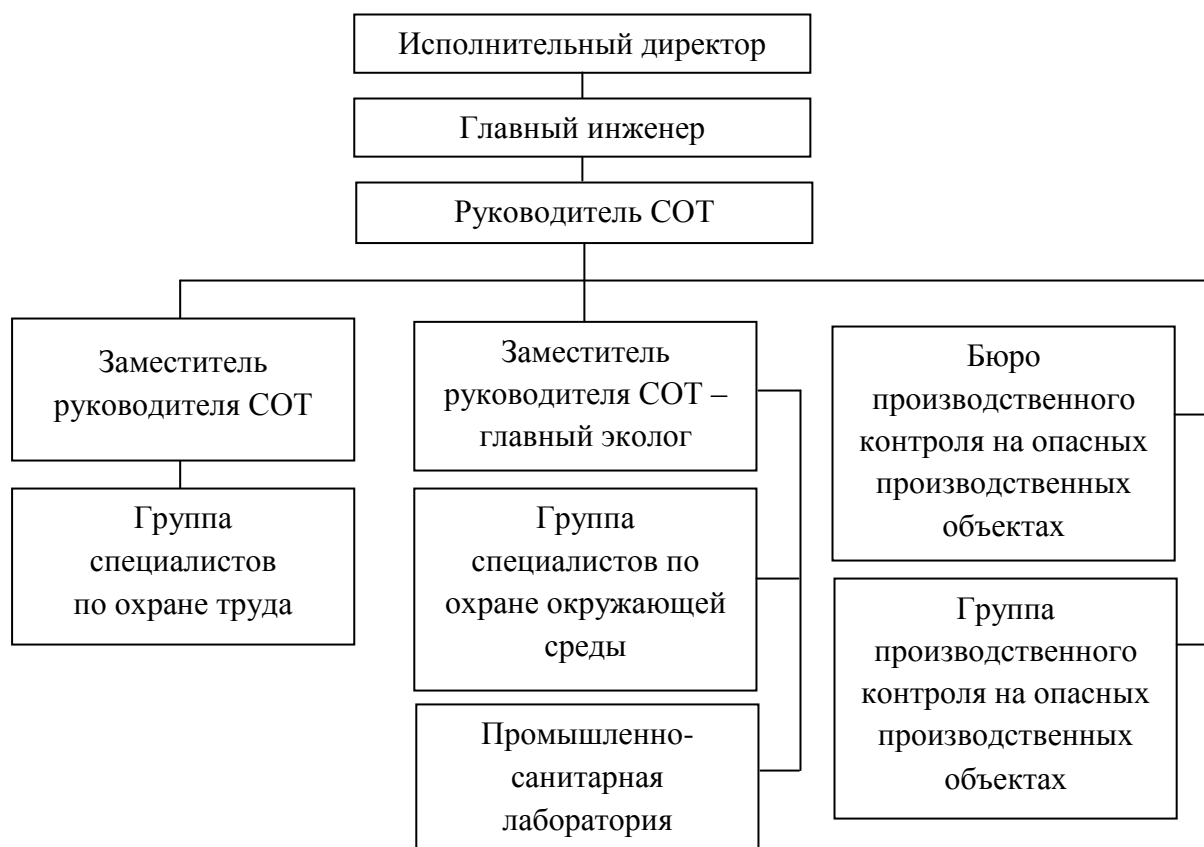 Исполнительный директор
Главный инженер
Руководитель СОТ
Заместитель
руководителя СОТ
Группа
специалистов
по охране труда
Заместитель
руководителя СОТ –
главный эколог
Группа
специалистов по
охране окружающей
среды
Промышленно-
санитарная
лаборатория
Бюро
производственного
контроля на опасных
производственных
объектах
Группа
производственного
контроля на опасных
производственных
объектах